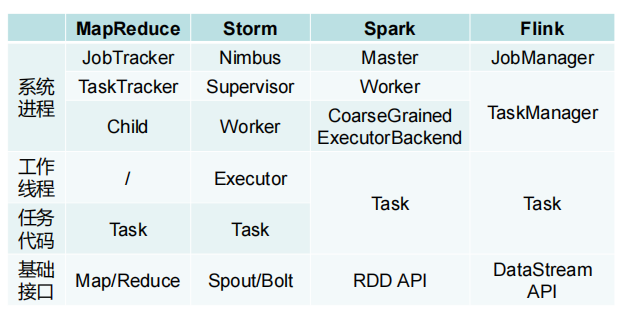 MapReduce Storm Spark Flink
系统
进程
JobTracker Nimbus Master JobManager
TaskTracker Supervisor Worker
TaskManager
Child Worker CoarseGrained
ExecutorBackend
工作
线程
/ Executor
Task Task
任务
代码
Task Task
基础
接口
Map/Reduce Spout/Bolt RDD API DataStream
API